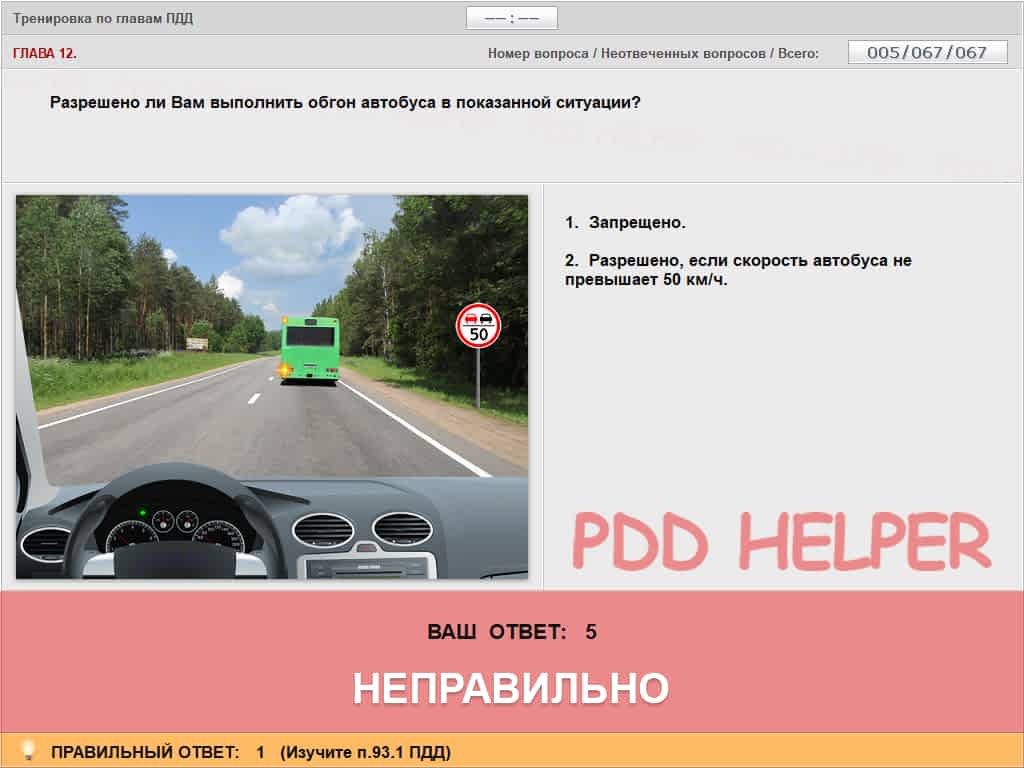 Тренировка по главам ПДД
–– : ––
ГЛАВА 12.
Номер вопроса / Неотвеченных вопросов / Всего:
005/067/067
Разрешено ли Вам выполнить обгон автобуса в показанной ситуации?
1. Запрещено.
2. Разрешено, если скорость автобуса не
превышает 50 км/ч.
50
PDD HELPER
ВАШ ОТВЕТ: 5
НЕПРАВИЛЬНО
ПРАВИЛЬНЫЙ ОТВЕТ: 1 (Изучите п.93.1 ПДД)